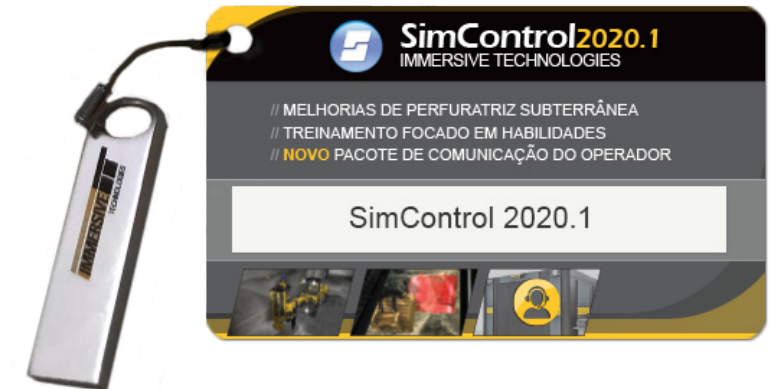 SimControl2020.1
IMMERSIVE TECHNOLOGIES
// MELHORIAS DE PERFURATRIZ SUBTERRÂNEA
// TREINAMENTO FOCADO EM HABILIDADES
// NOVO PACOTE DE COMUNICAÇÃO DO OPERADOR
SimControl 2020.1
IMMERSIVE
TECHNOLOGIES